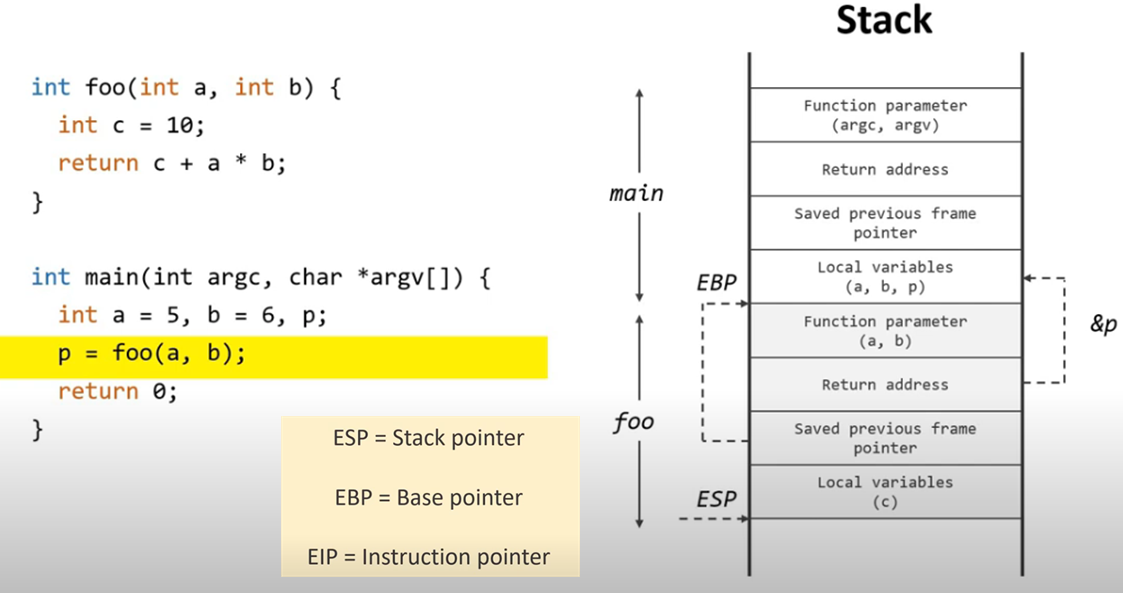 Stack
int foo(int a, int b) {
int c = 10;
return c + a * b;
}
int main(int argc, char *argv[]) {
int a = 5, b = 6, p;
p = foo(a, b);
return 0;
}
ESP = Stack pointer
EBP = Base pointer
EIP = Instruction pointer
main
foo
EBP
ESP
Function parameter
(argc, argv)
Return address
Saved previous frame
pointer
Local variables
(a, b, p)
Function parameter
(a, b)
Return address
Saved previous frame
pointer
Local variables
(c)
&p